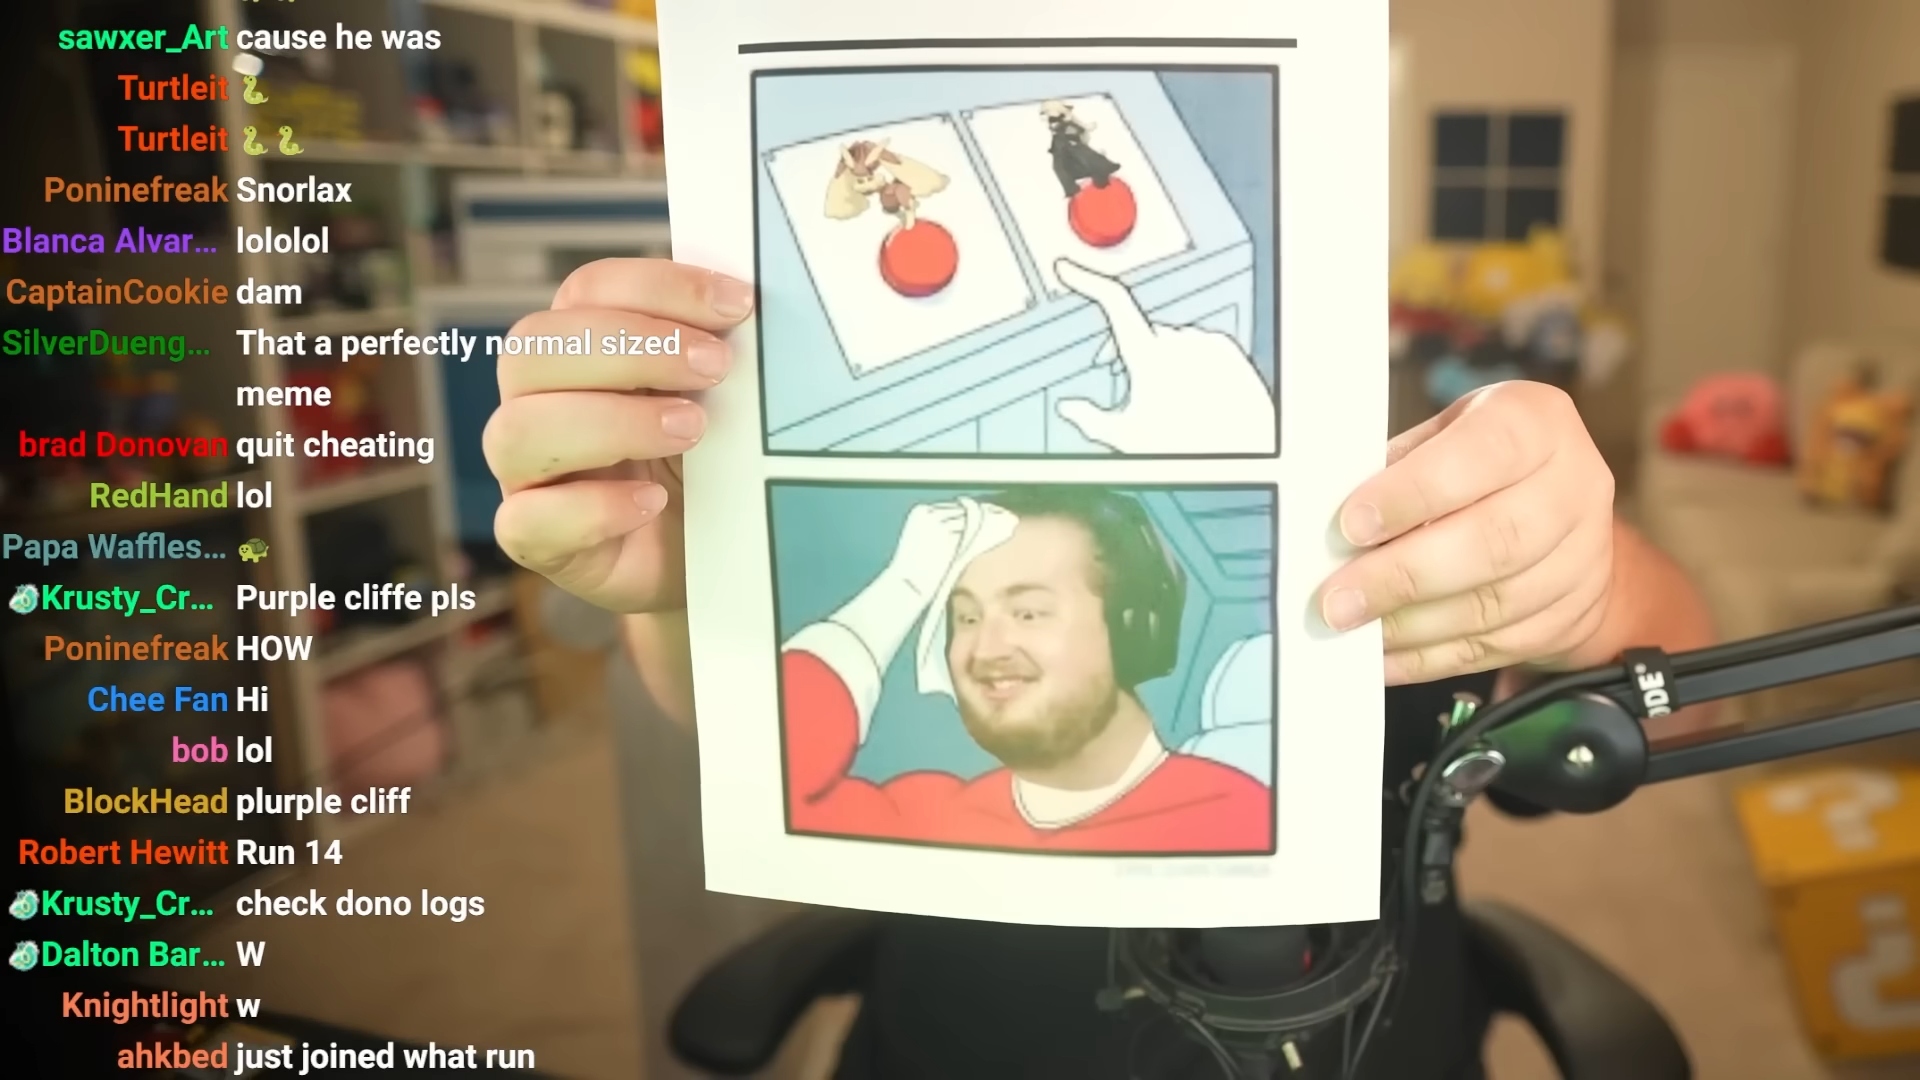 sawxer_Art cause he was
Turtleit 🐍
Turtleit 🐍🐍
Poninefreak Snorlax
Blanca Alvar... lololol
CaptainCookie dam
SilverDueng... That a perfectly normal sized
meme
brad Donovan quit cheating
RedHand lol
Papa Waffles... 🐢
Krusty_Cr... Purple cliffe pls
Poninefreak HOW
Chee Fan Hi
bob lol
BlockHead plurple cliff
Robert Hewitt Run 14
Krusty_Cr... check dono logs
Dalton Bar... W
Knightlight w
ahkbed just joined what run